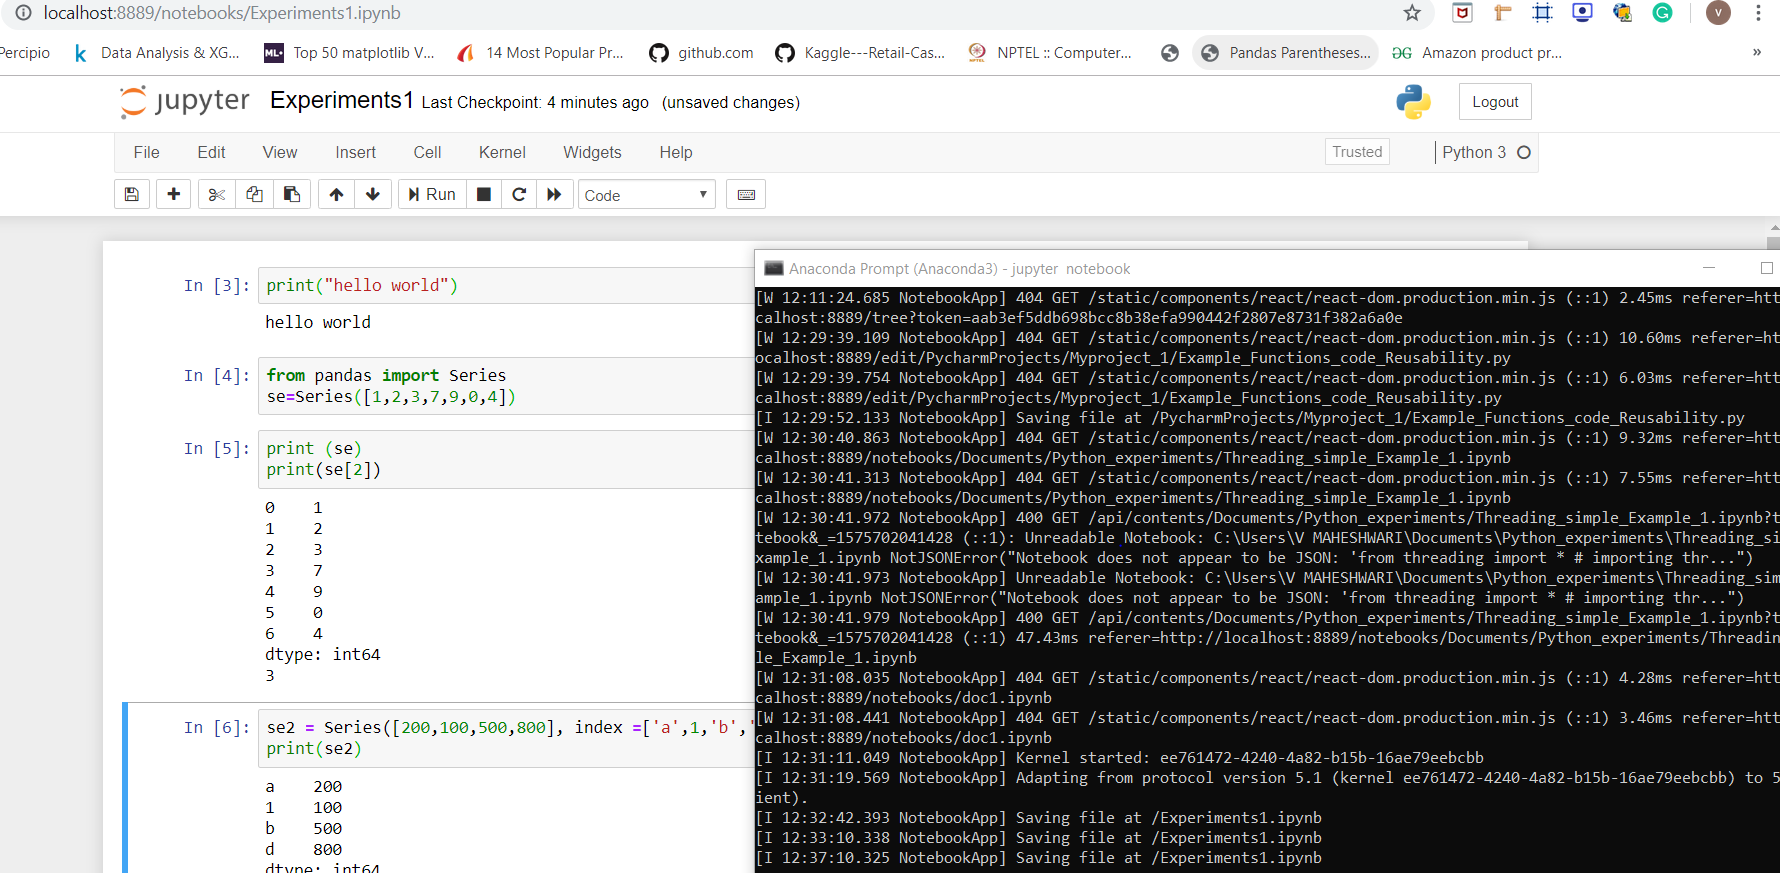 localhost:8889/notebooks/Experiments1.ipynb
V
Percipio
k Data Analysis & XG...
ML+ Top 50 matplotlib V...
14 Most Popular Pr...
github.com
Kaggle---Retail-Cas...
NPTEL :: Computer...
Pandas Parentheses...
Amazon product pr...
»
jupyter Experiments1 Last Checkpoint: 4 minutes ago (unsaved changes)
Logout
File Edit View Insert Cell Kernel Widgets Help
Trusted
Python 3
Run
Code
In [3]: print("hello world")
hello world
In [4]: from pandas import Series
se=Series([1,2,3,7,9,0,4])
In [5]: print (se)
print(se[2])
0 1
1 2
2 3
3 7
4 9
5 0
6 4
dtype: int64
3
In [6]: se2 = Series([200,100,500,800], index =['a',1,'b','
print(se2)
a 200
1 100
b 500
d 800
dtype: int64
Anaconda Prompt (Anaconda3) - jupyter notebook
[W 12:11:24.685 NotebookApp] 404 GET /static/components/react/react-dom.production.min.js (::1) 2.45ms referer=htt
calhost:8889/tree?token=aab3ef5ddb698bcc8b38efa990442f2807e8731f382a6a0e
[W 12:29:39.109 NotebookApp] 404 GET /static/components/react/react-dom.production.min.js (::1) 10.60ms referer=ht
ocalhost:8889/edit/PycharmProjects/Myproject_1/Example_Functions_code_Reusability.py
[W 12:29:39.754 NotebookApp] 404 GET /static/components/react/react-dom.production.min.js (::1) 6.03ms referer=htt
calhost:8889/edit/PycharmProjects/Myproject_1/Example_Functions_code_Reusability.py
[I 12:29:52.133 NotebookApp] Saving file at /PycharmProjects/Myproject_1/Example_Functions_code_Reusability.py
[W 12:30:40.863 NotebookApp] 404 GET /static/components/react/react-dom.production.min.js (::1) 9.32ms referer=htt
calhost:8889/notebooks/Documents/Python_experiments/Threading_simple_Example_1.ipynb
[W 12:30:41.313 NotebookApp] 404 GET /static/components/react/react-dom.production.min.js (::1) 7.55ms referer=htt
calhost:8889/notebooks/Documents/Python_experiments/Threading_simple_Example_1.ipynb
[W 12:30:41.972 NotebookApp] 400 GET /api/contents/Documents/Python_experiments/Threading_simple_Example_1.ipynb?t
tebook&_=1575702041428 (::1): Unreadable Notebook: C:\Users\V MAHESHWARI\Documents\Python_experiments\Threading_si
xample_1.ipynb NotJSONError("Notebook does not appear to be JSON: 'from threading import * # importing thr...")
[W 12:30:41.973 NotebookApp] Unreadable Notebook: C:\Users\V MAHESHWARI\Documents\Python_experiments\Threading_sim
ample_1.ipynb NotJSONError("Notebook does not appear to be JSON: 'from threading import * # importing thr...")
[W 12:30:41.979 NotebookApp] 400 GET /api/contents/Documents/Python_experiments/Threading_simple_Example_1.ipynb?t
tebook&_=1575702041428 (::1) 47.43ms referer=http://localhost:8889/notebooks/Documents/Python_experiments/Threadin
le_Example_1.ipynb
[W 12:31:08.035 NotebookApp] 404 GET /static/components/react/react-dom.production.min.js (::1) 4.28ms referer=htt
calhost:8889/notebooks/doc1.ipynb
[W 12:31:08.441 NotebookApp] 404 GET /static/components/react/react-dom.production.min.js (::1) 3.46ms referer=htt
calhost:8889/notebooks/doc1.ipynb
[I 12:31:11.049 NotebookApp] Kernel started: ee761472-4240-4a82-b15b-16ae79eebcbb
[I 12:31:19.569 NotebookApp] Adapting from protocol version 5.1 (kernel ee761472-4240-4a82-b15b-16ae79eebcbb) to 5
ient).
[I 12:32:42.393 NotebookApp] Saving file at /Experiments1.ipynb
[I 12:33:10.338 NotebookApp] Saving file at /Experiments1.ipynb
[I 12:37:10.325 NotebookApp] Saving file at /Experiments1.ipynb